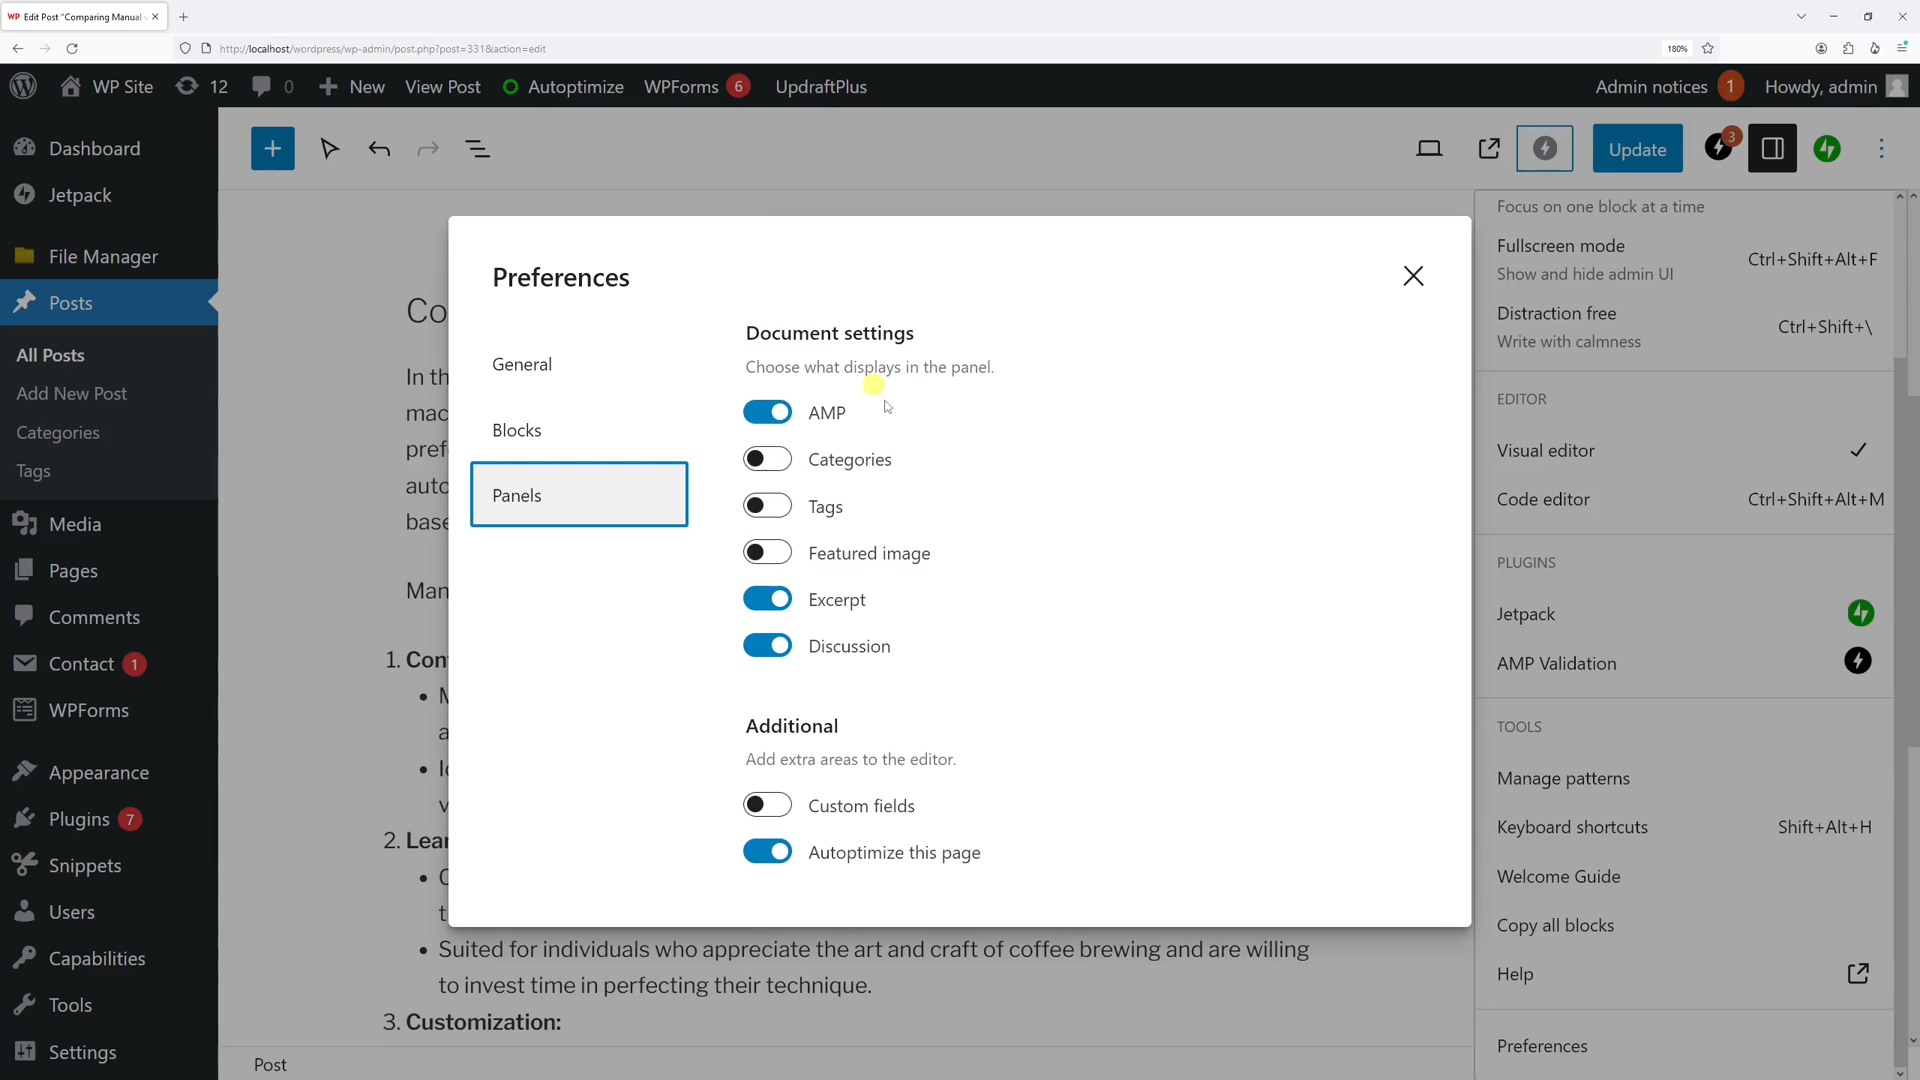 WP Edit Post "Comparing Manual
http://localhost/wordpress/wp-admin/post.php?post=331&action=edit
180%
WP Site
12
0
New
View Post
Autoptimize
WPForms 6
UpdraftPlus
Admin notices 1
Howdy, admin
Dashboard
Jetpack
File Manager
Posts
All Posts
Add New Post
Categories
Tags
Media
Pages
Comments
Contact 1
WPForms
Appearance
Plugins 7
Snippets
Users
Capabilities
Tools
Settings
Update
3
Co
In th
mac
pref
auto
base
Man
1. Con
M
a
v
2. Lear
t
Suited for individuals who appreciate the art and craft of coffee brewing and are willing
to invest time in perfecting their technique.
3. Customization:
Post
Preferences
General
Blocks
Panels
Document settings
Choose what displays in the panel.
AMP
Categories
Tags
Featured image
Excerpt
Discussion
Additional
Add extra areas to the editor.
Custom fields
Autoptimize this page
Focus on one block at a time
Fullscreen mode Ctrl+Shift+Alt+F
Show and hide admin UI
Distraction free Ctrl+Shift+\
Write with calmness
EDITOR
Visual editor
Code editor Ctrl+Shift+Alt+M
PLUGINS
Jetpack
AMP Validation
TOOLS
Manage patterns
Keyboard shortcuts Shift+Alt+H
Welcome Guide
Copy all blocks
Help
Preferences